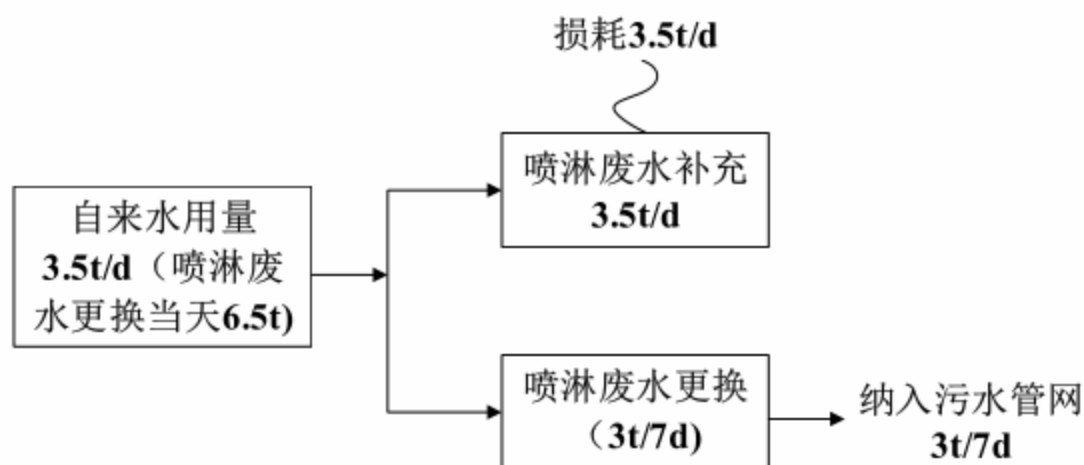 损耗3.5t/d
喷淋废水补充
3.5t/d
自来水用量
3.5t/d（喷淋废
水更换当天6.5t)
喷淋废水更换
（3t/7d)
纳入污水管网
3t/7d